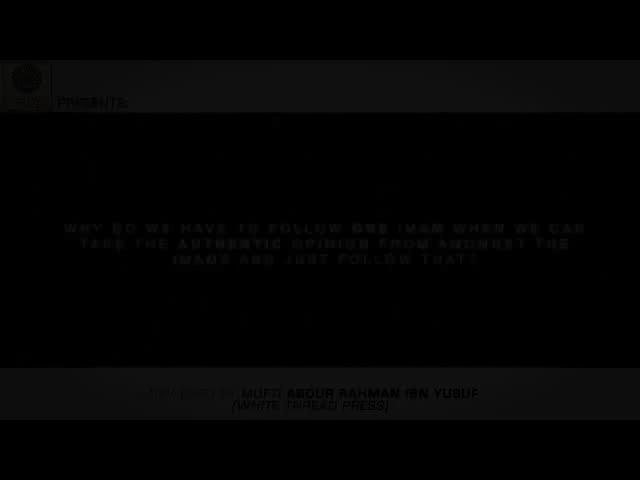 PRESENTS:
WHY DO WE HAVE TO FOLLOW ONE IMAM WHEN WE CAN
TAKE THE AUTHENTIC OPINION FROM AMONGST THE
IMAMS AND JUST FOLLOW THAT?
BY MUFTI ABDUR RAHMAN IBN YUSUF
(WHITE THREAD PRESS)